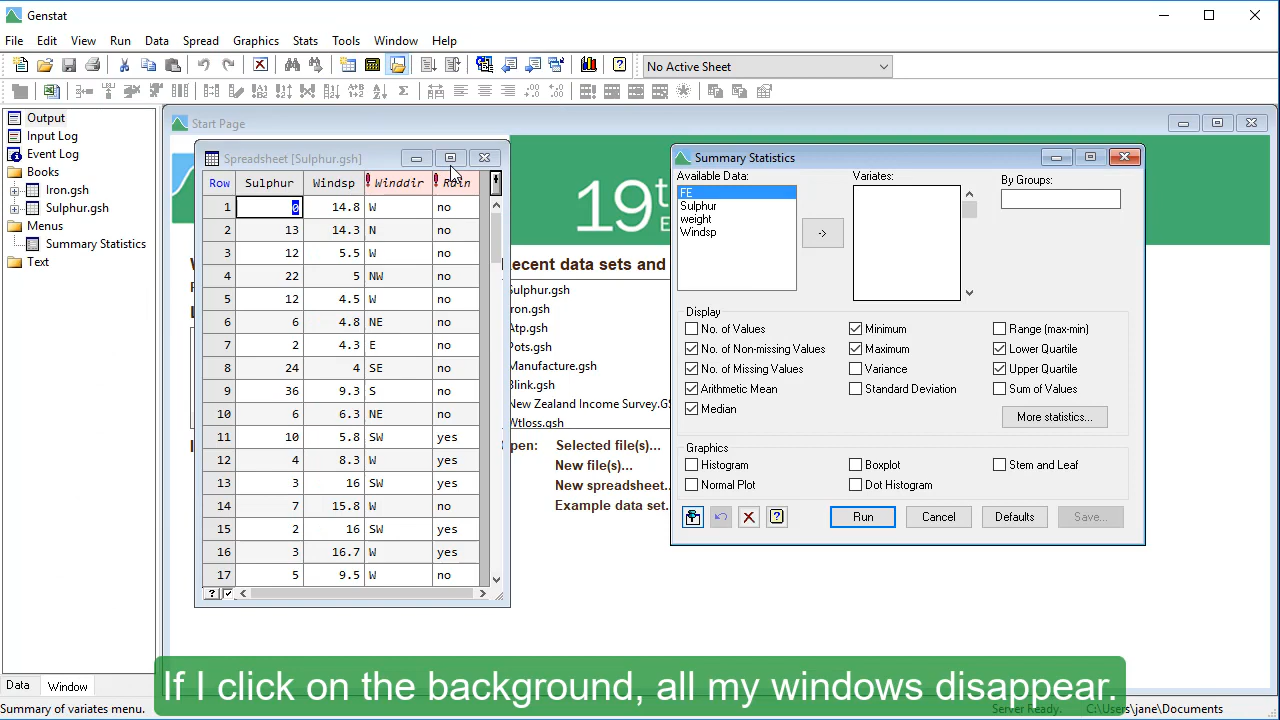 Genstat
File Edit View Run Data Spread Graphics Stats Tools Window Help
No Active Sheet
Output
Input Log
Event Log
Books
Iron.gsh
Sulphur.gsh
Menus
Summary Statistics
Text
Data Window
Start Page
19th
Recent data sets and
Sulphur.gsh
Iron.gsh
Atp.gsh
Pots.gsh
Manufacture.gsh
Blink.gsh
New Zealand Income Survey.GS
Wtloss.gsh
Selected file(s)...
New file(s)...
New spreadsheet..
Example data set.
Spreadsheet [Sulphur.gsh]
Row Sulphur Windsp Winddir Rain
1 0 14.8 W no
2 13 14.3 N no
3 12 5.5 W no
4 22 5 NW no
5 12 4.5 W no
6 6 4.8 NE no
7 2 4.3 E no
8 24 4 SE no
9 36 9.3 S no
10 6 6.3 NE no
11 10 5.8 SW yes
12 4 8.3 W yes
13 3 16 SW yes
14 7 15.8 W no
15 2 16 SW yes
16 3 16.7 W yes
17 5 9.5 W no
Summary Statistics
Available Data: Variates: By Groups:
FE
Sulphur
weight
Windsp
->
Display
No. of Values Minimum Range (max-min)
No. of Non-missing Values Maximum Lower Quartile
No. of Missing Values Variance Upper Quartile
Arithmetic Mean Standard Deviation Sum of Values
Median More statistics...
Graphics
Histogram Boxplot Stem and Leaf
Normal Plot Dot Histogram
Run Cancel Defaults Save...
If I click on the background, all my windows disappear.
Summary of variates menu. Server Ready. C:\Users\jane\Documents